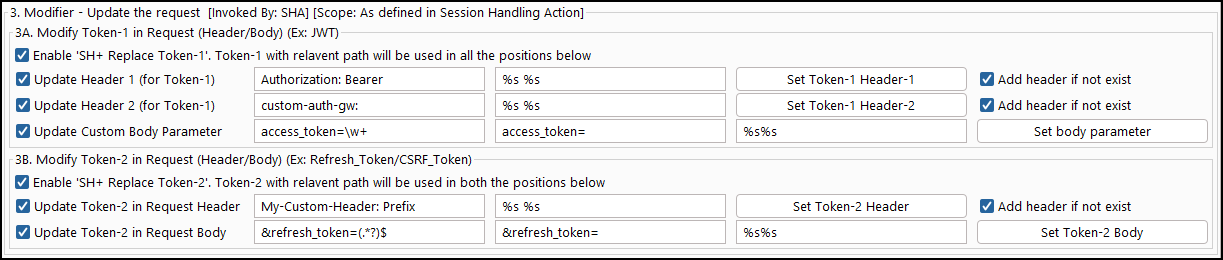 3. Modifier - Update the request [Invoked By: SHA] [Scope: As defined in Session Handling Action]
3A. Modify Token-1 in Request (Header/Body) (Ex: JWT)
Enable 'SH+ Replace Token-1'. Token-1 with relavent path will be used in all the positions below
Update Header 1 (for Token-1) Authorization: Bearer %s %s Set Token-1 Header-1 Add header if not exist
Update Header 2 (for Token-1) custom-auth-gw: %s %s Set Token-1 Header-2 Add header if not exist
Update Custom Body Parameter access_token=\w+ access_token= %s%s Set body parameter
3B. Modify Token-2 in Request (Header/Body) (Ex: Refresh_Token/CSRF_Token)
Enable 'SH+ Replace Token-2'. Token-2 with relavent path will be used in both the positions below
Update Token-2 in Request Header My-Custom-Header: Prefix %s %s Set Token-2 Header Add header if not exist
Update Token-2 in Request Body &refresh_token=(.*?)$ &refresh_token= %s%s Set Token-2 Body